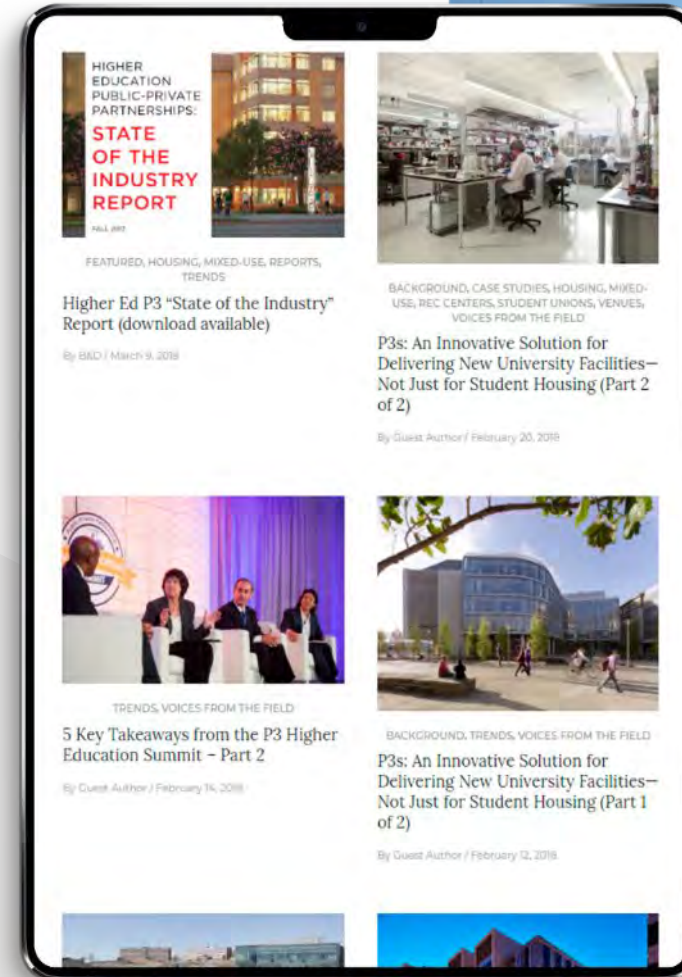 HIGHER
EDUCATION
PUBLIC-PRIVATE
PARTNERSHIPS:
STATE
OF THE
INDUSTRY
REPORT
FEATURED, HOUSING, MIXED-USE, REPORTS,
TRENDS
Higher Ed P3 “State of the Industry”
Report (download available)
By B&D / March 9, 2018
BACKGROUND, CASE STUDIES, HOUSING, MIXED-
USE, REC CENTERS, STUDENT UNIONS, VENUES,
VOICES FROM THE FIELD
P3s: An Innovative Solution for
Delivering New University Facilities—
Not Just for Student Housing (Part 2
of 2)
By Guest Author / February 20, 2018
TRENDS, VOICES FROM THE FIELD
5 Key Takeaways from the P3 Higher
Education Summit – Part 2
By Guest Author / February 14, 2018
BACKGROUND, TRENDS, VOICES FROM THE FIELD
P3s: An Innovative Solution for
Delivering New University Facilities—
Not Just for Student Housing (Part 1
of 2)
By Guest Author / February 12, 2018